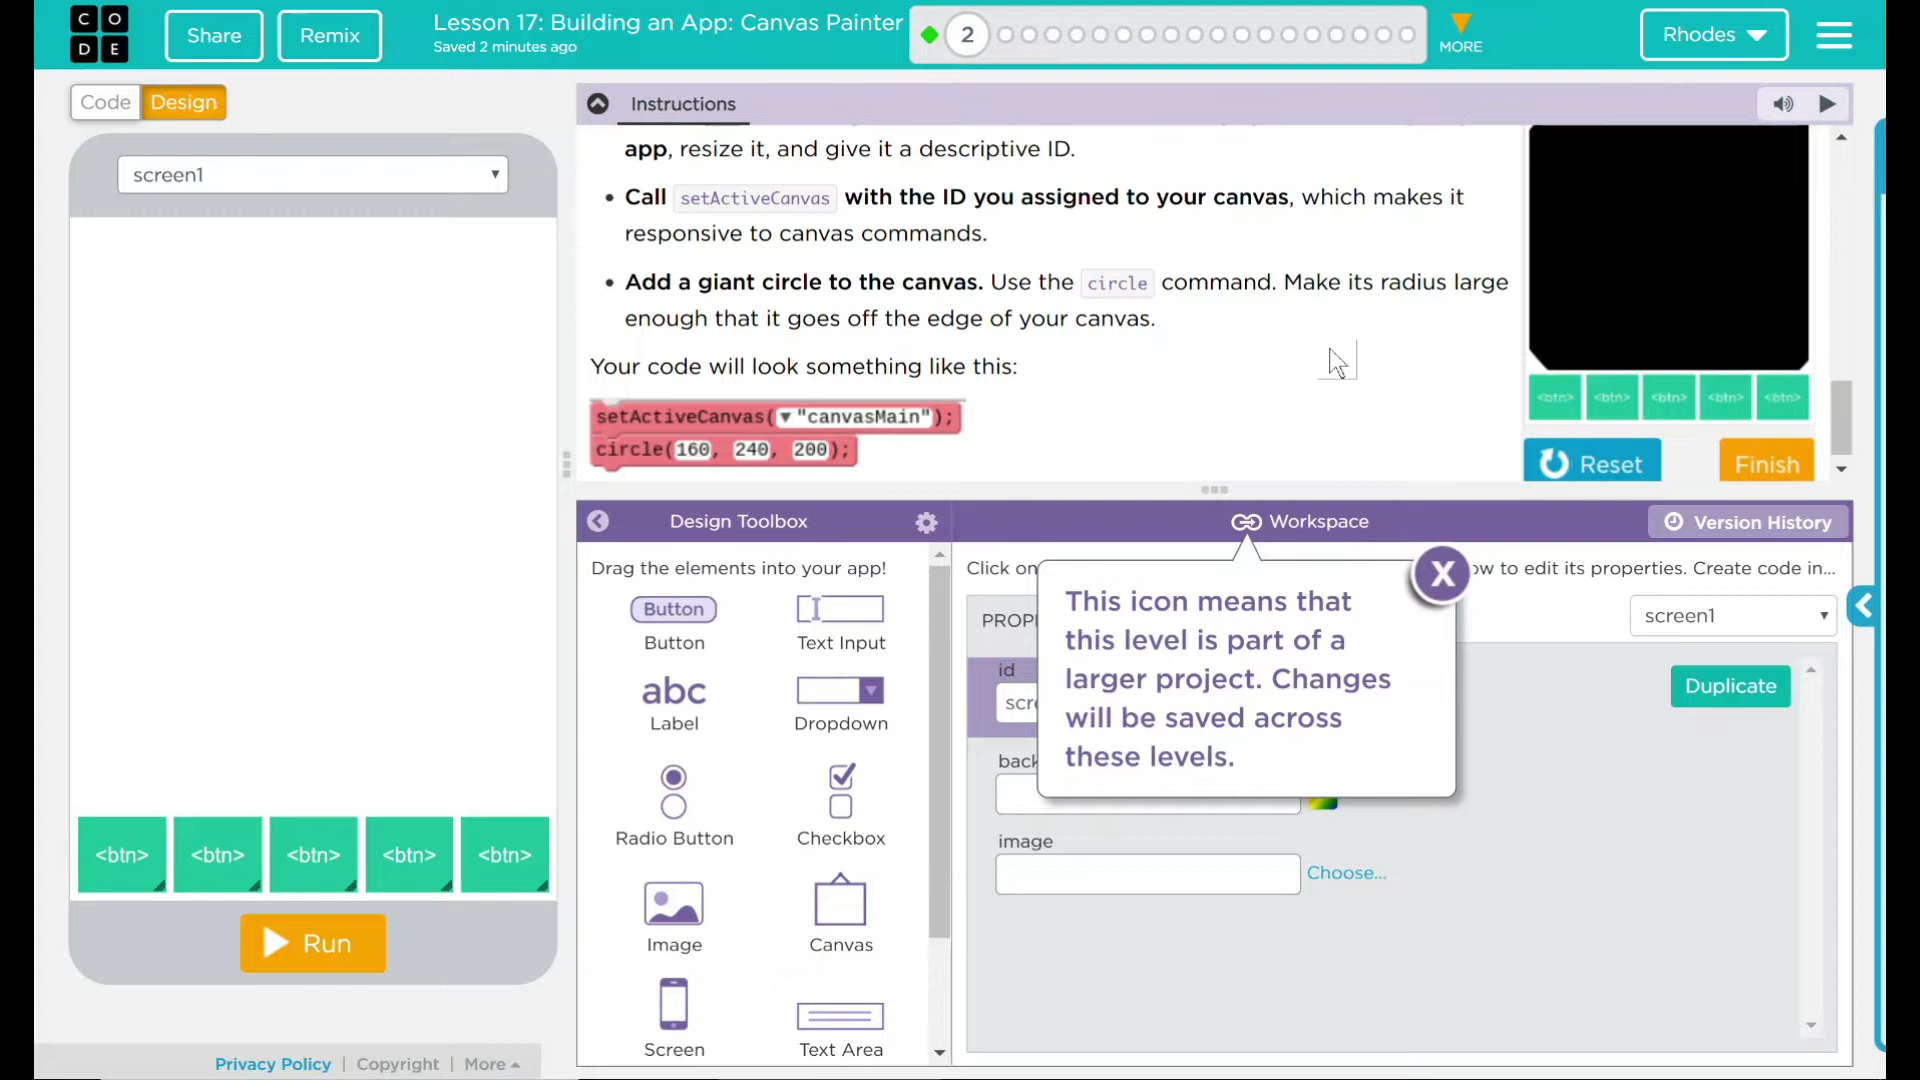 C O
D E
Share
Remix
Lesson 17: Building an App: Canvas Painter
Saved 2 minutes ago
2
MORE
Rhodes
Code
Design
Instructions
screen1
app, resize it, and give it a descriptive ID.
Call setActiveCanvas with the ID you assigned to your canvas, which makes it
responsive to canvas commands.
Add a giant circle to the canvas. Use the circle command. Make its radius large
enough that it goes off the edge of your canvas.
Your code will look something like this:
setActiveCanvas(▼"canvasMain");
circle(160, 240, 200);
<btn> <btn> <btn> <btn> <btn>
Reset
Finish
Design Toolbox
Workspace
Version History
Drag the elements into your app!
Button
Button
Text Input
abc
Label
Dropdown
Radio Button
Checkbox
Image
Canvas
Screen
Text Area
Click on
ow to edit its properties. Create code in...
PROP
screen1
id
scr
Duplicate
back
image
Choose...
X
This icon means that
this level is part of a
larger project. Changes
will be saved across
these levels.
<btn> <btn> <btn> <btn> <btn>
Run
Privacy Policy | Copyright | More